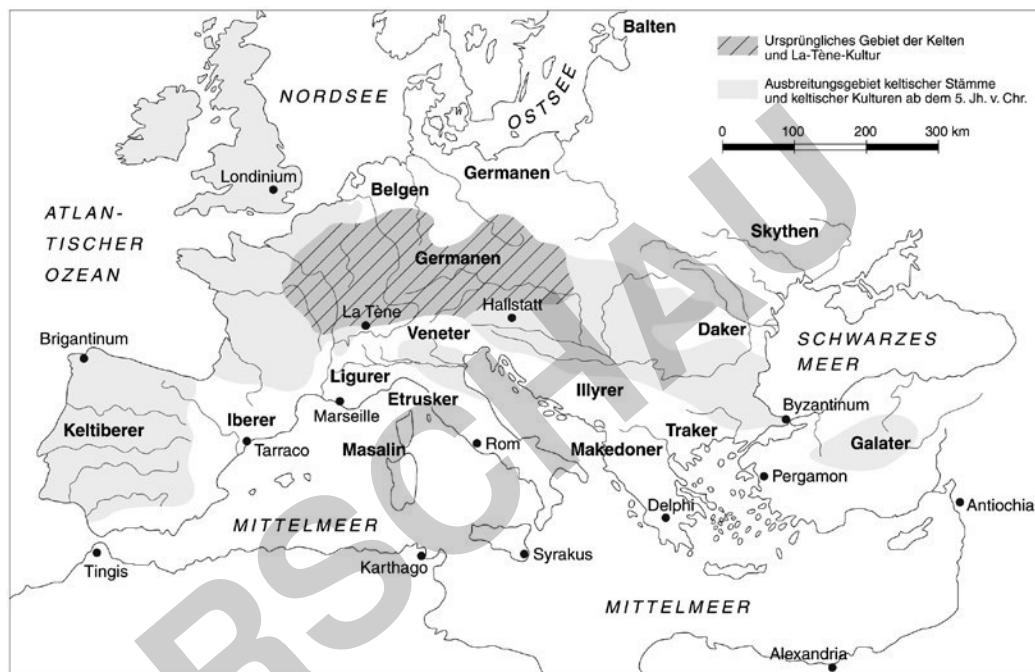 Balten
Ursprüngliches Gebiet der Kelten
und La-Tène-Kultur
Ausbreitungsgebiet keltischer Stämme
und keltischer Kulturen ab dem 5. Jh. v. Chr.
0 100 200 300 km
NORDSEE
OSTSEE
Londinium
Belgen
Germanen
ATLAN-
TISCHER
OZEAN
Skythen
Germanen
La Tène
Hallstatt
Veneter
Daker
SCHWARZES
MEER
Brigantinum
Ligurer
Illyrer
Marseille
Etrusker
Byzantinum
Iberer
Keltiberer
Tarraco
Masalin
Rom
Makedoner
Traker
Galater
Pergamon
Delphi
Antiochia
MITTELMEER
Tingis
Karthago
Syrakus
MITTELMEER
Alexandria
RSCHAU